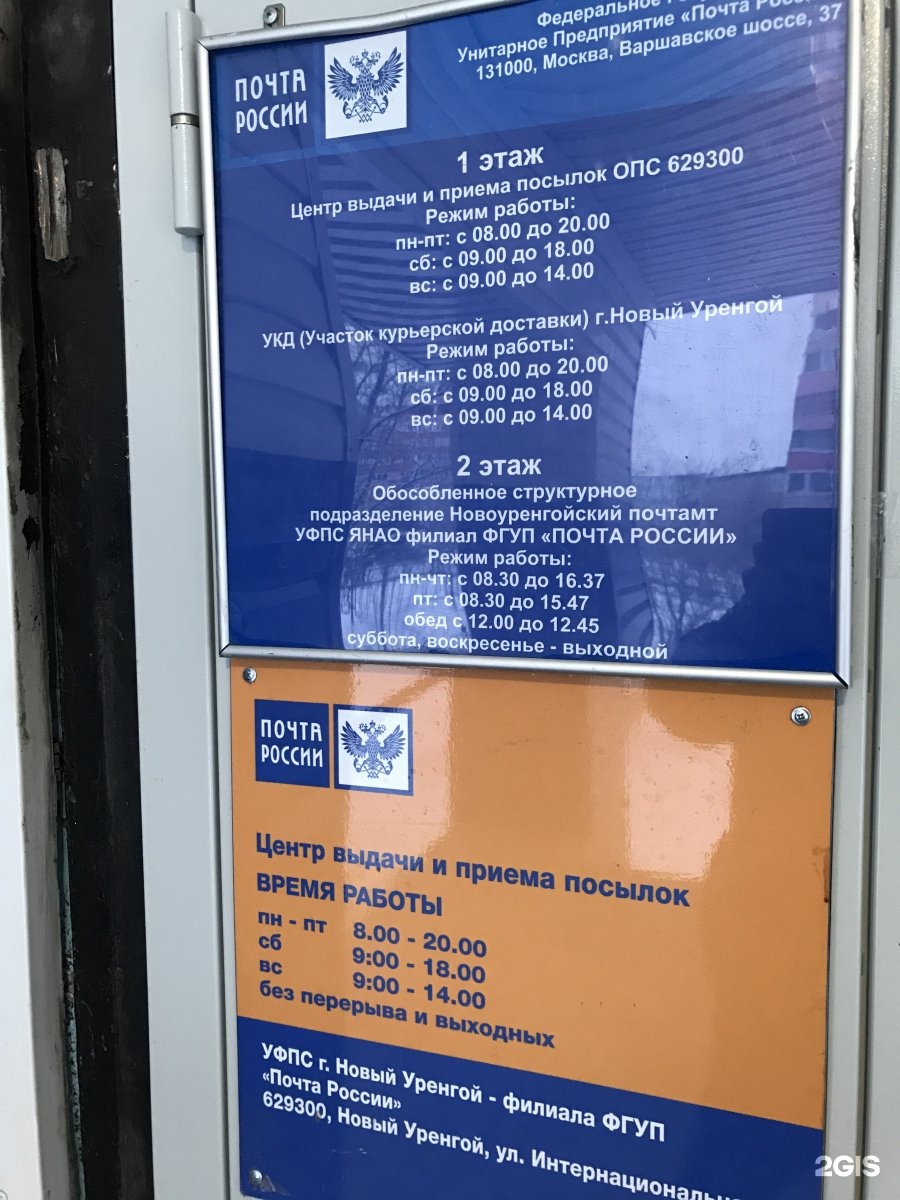 ПОЧТА
РОССИИ
Федеральное
Унитарное Предприятие «Почта
131000, Москва, Варшавское шоссе, 37
1 этаж
Центр выдачи и приема посылок ОПС 629300
Режим работы:
пн-пт: с 08.00 до 20.00
сб: с 09.00 до 18.00
вс: с 09.00 до 14.00
УКД (Участок курьерской доставки) г.Новый Уренгой
Режим работы:
пн-пт: с 08.00 до 20.00
сб: с 09.00 до 18.00
вс: с 09.00 до 14.00
2 этаж
Обособленное структурное
подразделение Новоуренгойский почтамт
УФПС ЯНАО филиал ФГУП «ПОЧТА РОССИИ»
Режим работы:
пн-чт: с 08.30 до 16.37
пт: с 08.30 до 15.47
обед с 12.00 до 12.45
суббота, воскресенье - выходной
ПОЧТА
РОССИИ
Центр выдачи и приема посылок
ВРЕМЯ РАБОТЫ
пн - пт 8.00 - 20.00
сб 9:00 - 18.00
вс 9:00 - 14.00
без перерыва и выходных
УФПС г. Новый Уренгой - филиала ФГУП
«Почта России»
629300, Новый Уренгой, ул.
2GIS